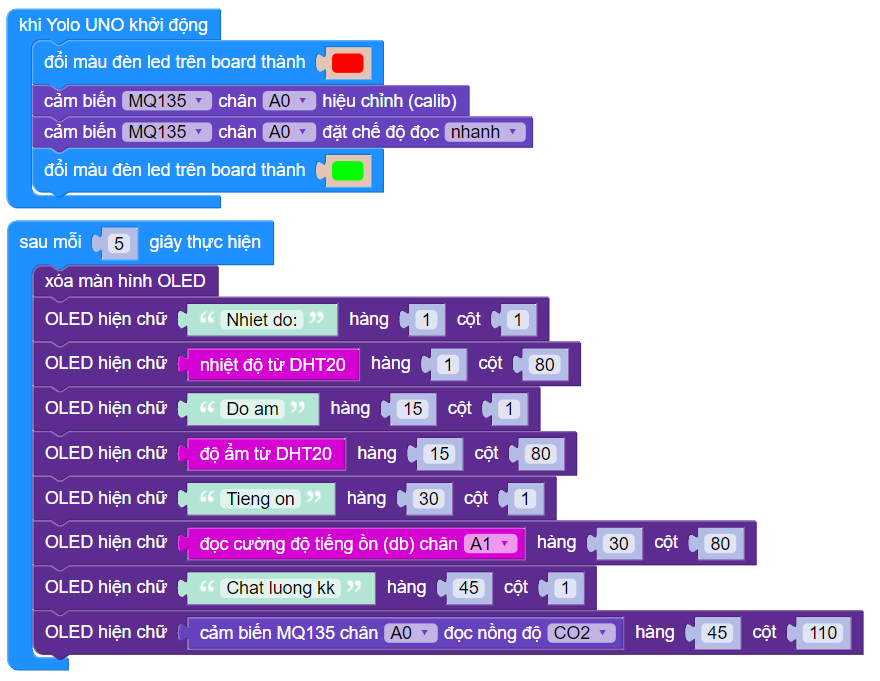 khi Yolo UNO khởi động
đổi màu đèn led trên board thành
cảm biến MQ135 chân A0 hiệu chỉnh (calib)
cảm biến MQ135 chân A0 đặt chế độ đọc nhanh
đổi màu đèn led trên board thành
sau mỗi 5 giây thực hiện
xóa màn hình OLED
OLED hiện chữ “ Nhiet do: ” hàng 1 cột 1
OLED hiện chữ nhiệt độ từ DHT20 hàng 1 cột 80
OLED hiện chữ “ Do am ” hàng 15 cột 1
OLED hiện chữ độ ẩm từ DHT20 hàng 15 cột 80
OLED hiện chữ “ Tieng on ” hàng 30 cột 1
OLED hiện chữ đọc cường độ tiếng ồn (db) chân A1 hàng 30 cột 80
OLED hiện chữ “ Chat luong kk ” hàng 45 cột 1
OLED hiện chữ cảm biến MQ135 chân A0 đọc nồng độ CO2 hàng 45 cột 110